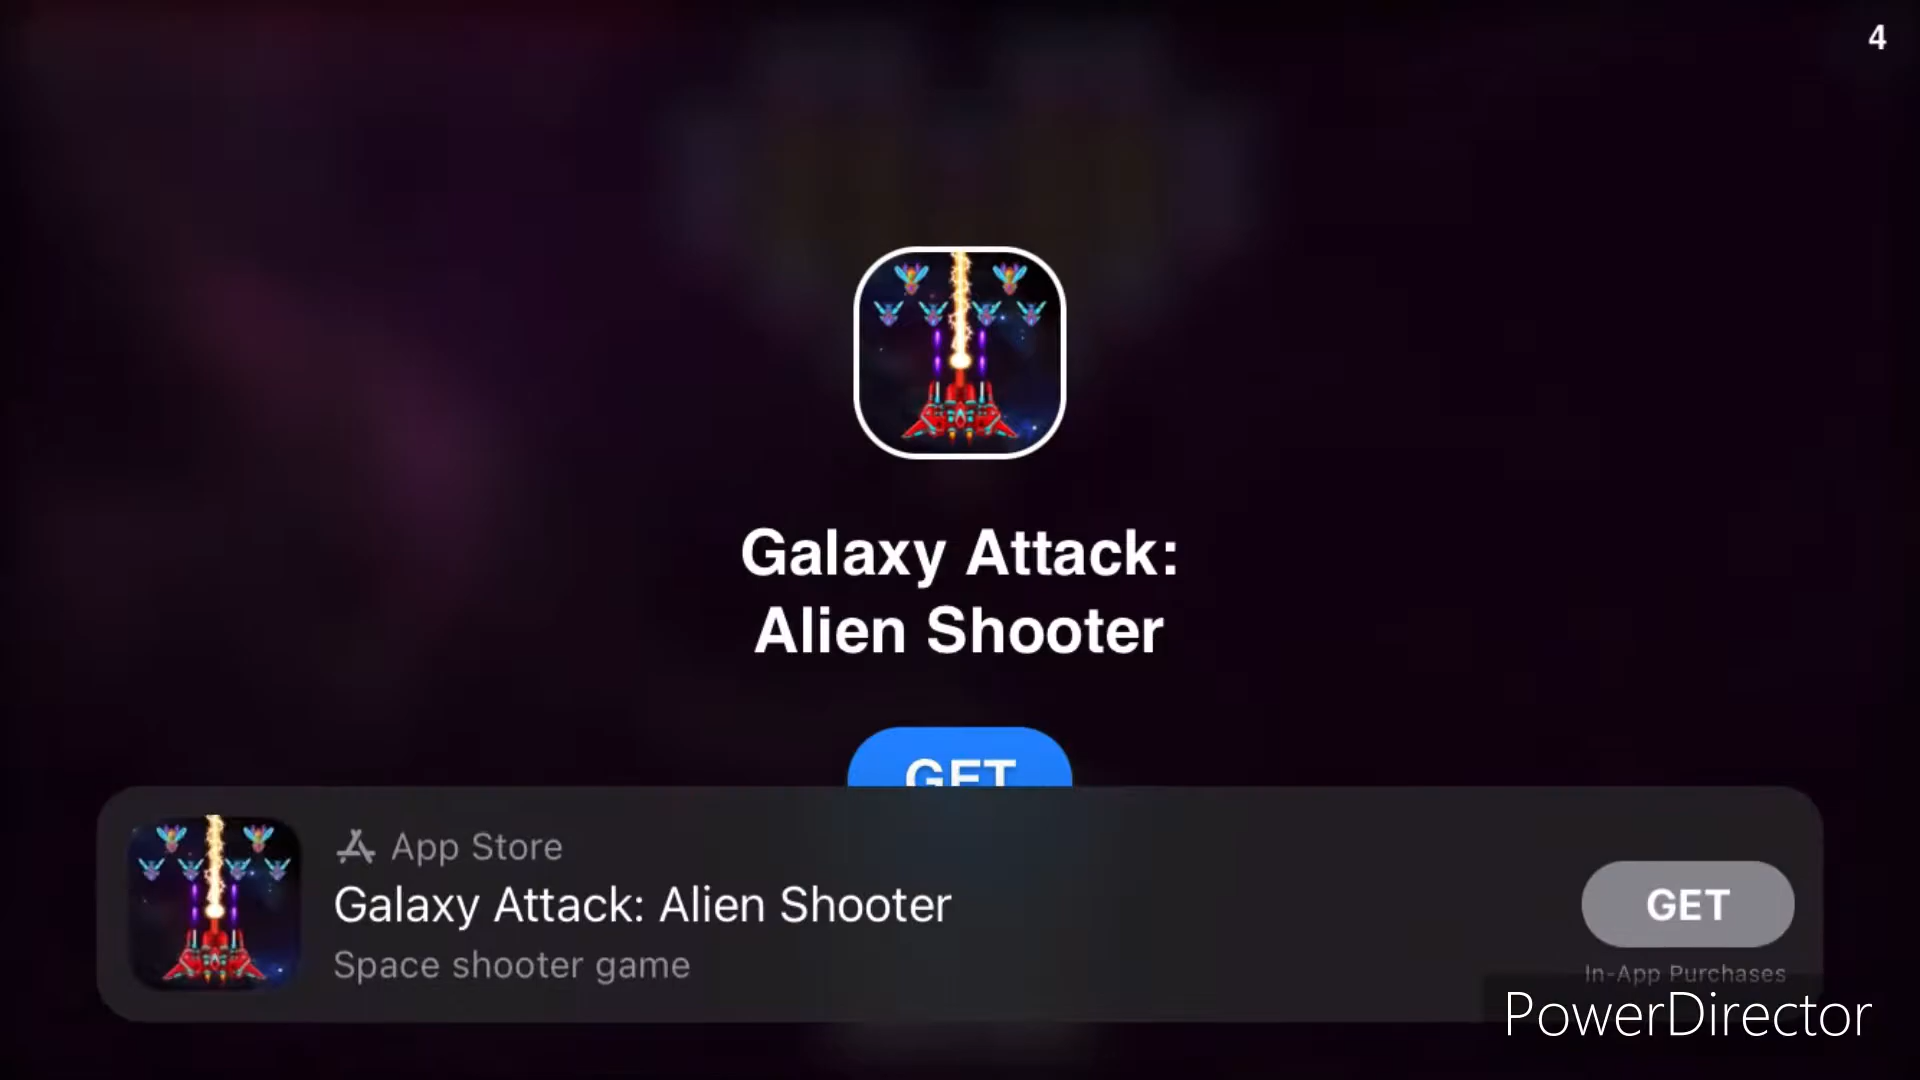 4
Galaxy Attack:
Alien Shooter
GET
App Store
Galaxy Attack: Alien Shooter
Space shooter game
GET
In-App Purchases
PowerDirector